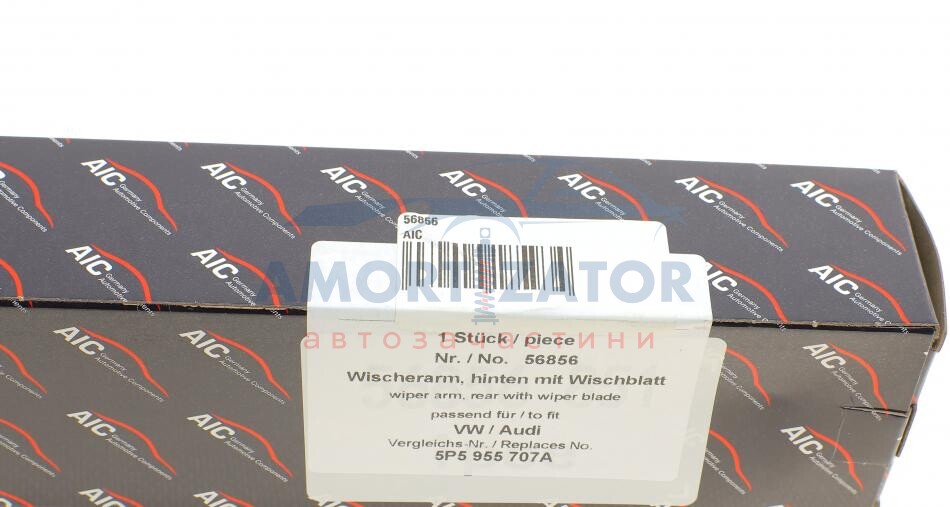 56856
AIC
AMORTIZATOR
автозапчастини
1 Stück / piece
Nr. / No. 56856
Wischerarm, hinten mit Wischblatt
wiper arm, rear with wiper blade
passend für / to fit
VW / Audi
Vergleichs-Nr. / Replaces No.
5P5 955 707A
AIC
Germany
Automotive Components